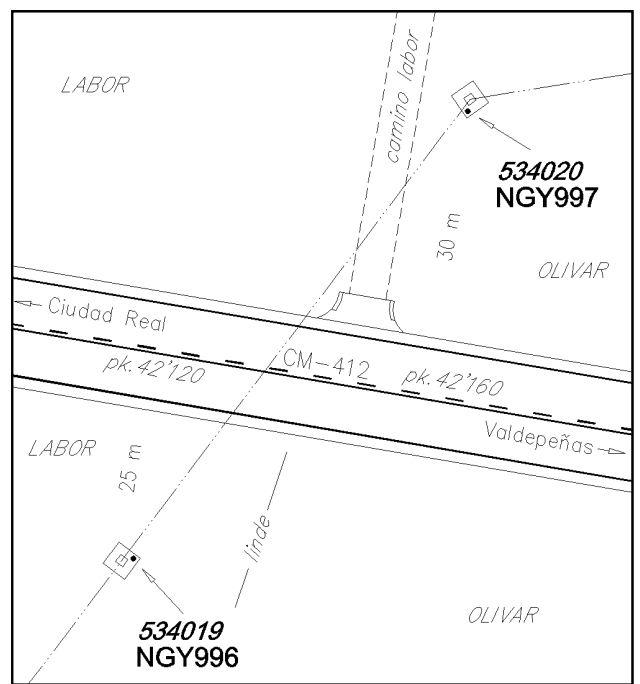 LABOR
camino labor
534020
NGY997
30 m
OLIVAR
Ciudad Real
CM-412
pk.42'120
pk.42'160
Valdepeñas
LABOR
25 m
linde
534019
NGY996
OLIVAR